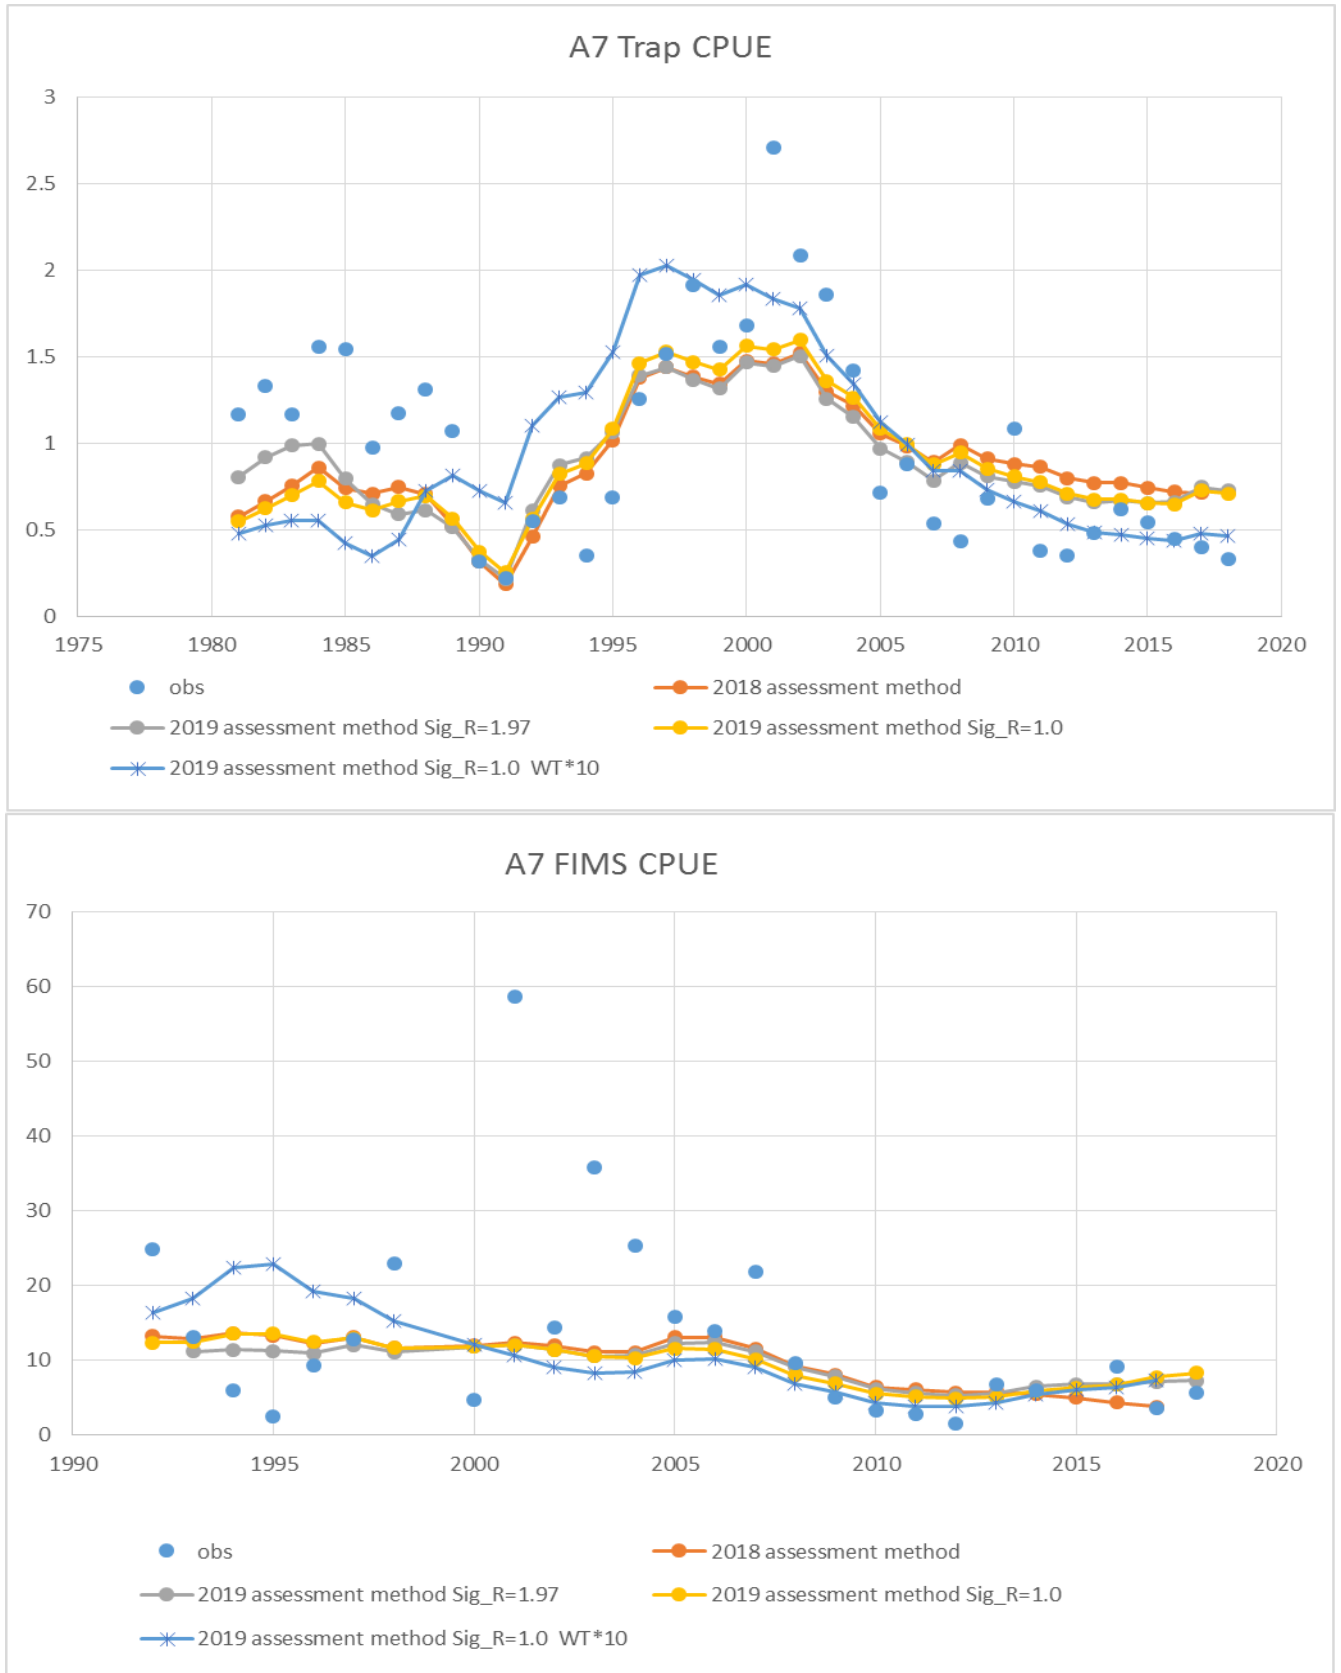 A7 Trap CPUE
3
2.5
2
1.5
1
0.5
0
1975 1980 1985 1990 1995 2000 2005 2010 2015 2020
obs 2018 assessment method
2019 assessment method Sig_R=1.97 2019 assessment method Sig_R=1.0
2019 assessment method Sig_R=1.0 WT*10
A7 FIMS CPUE
70
60
50
40
30
20
10
0
1990 1995 2000 2005 2010 2015 2020
obs 2018 assessment method
2019 assessment method Sig_R=1.97 2019 assessment method Sig_R=1.0
2019 assessment method Sig_R=1.0 WT*10